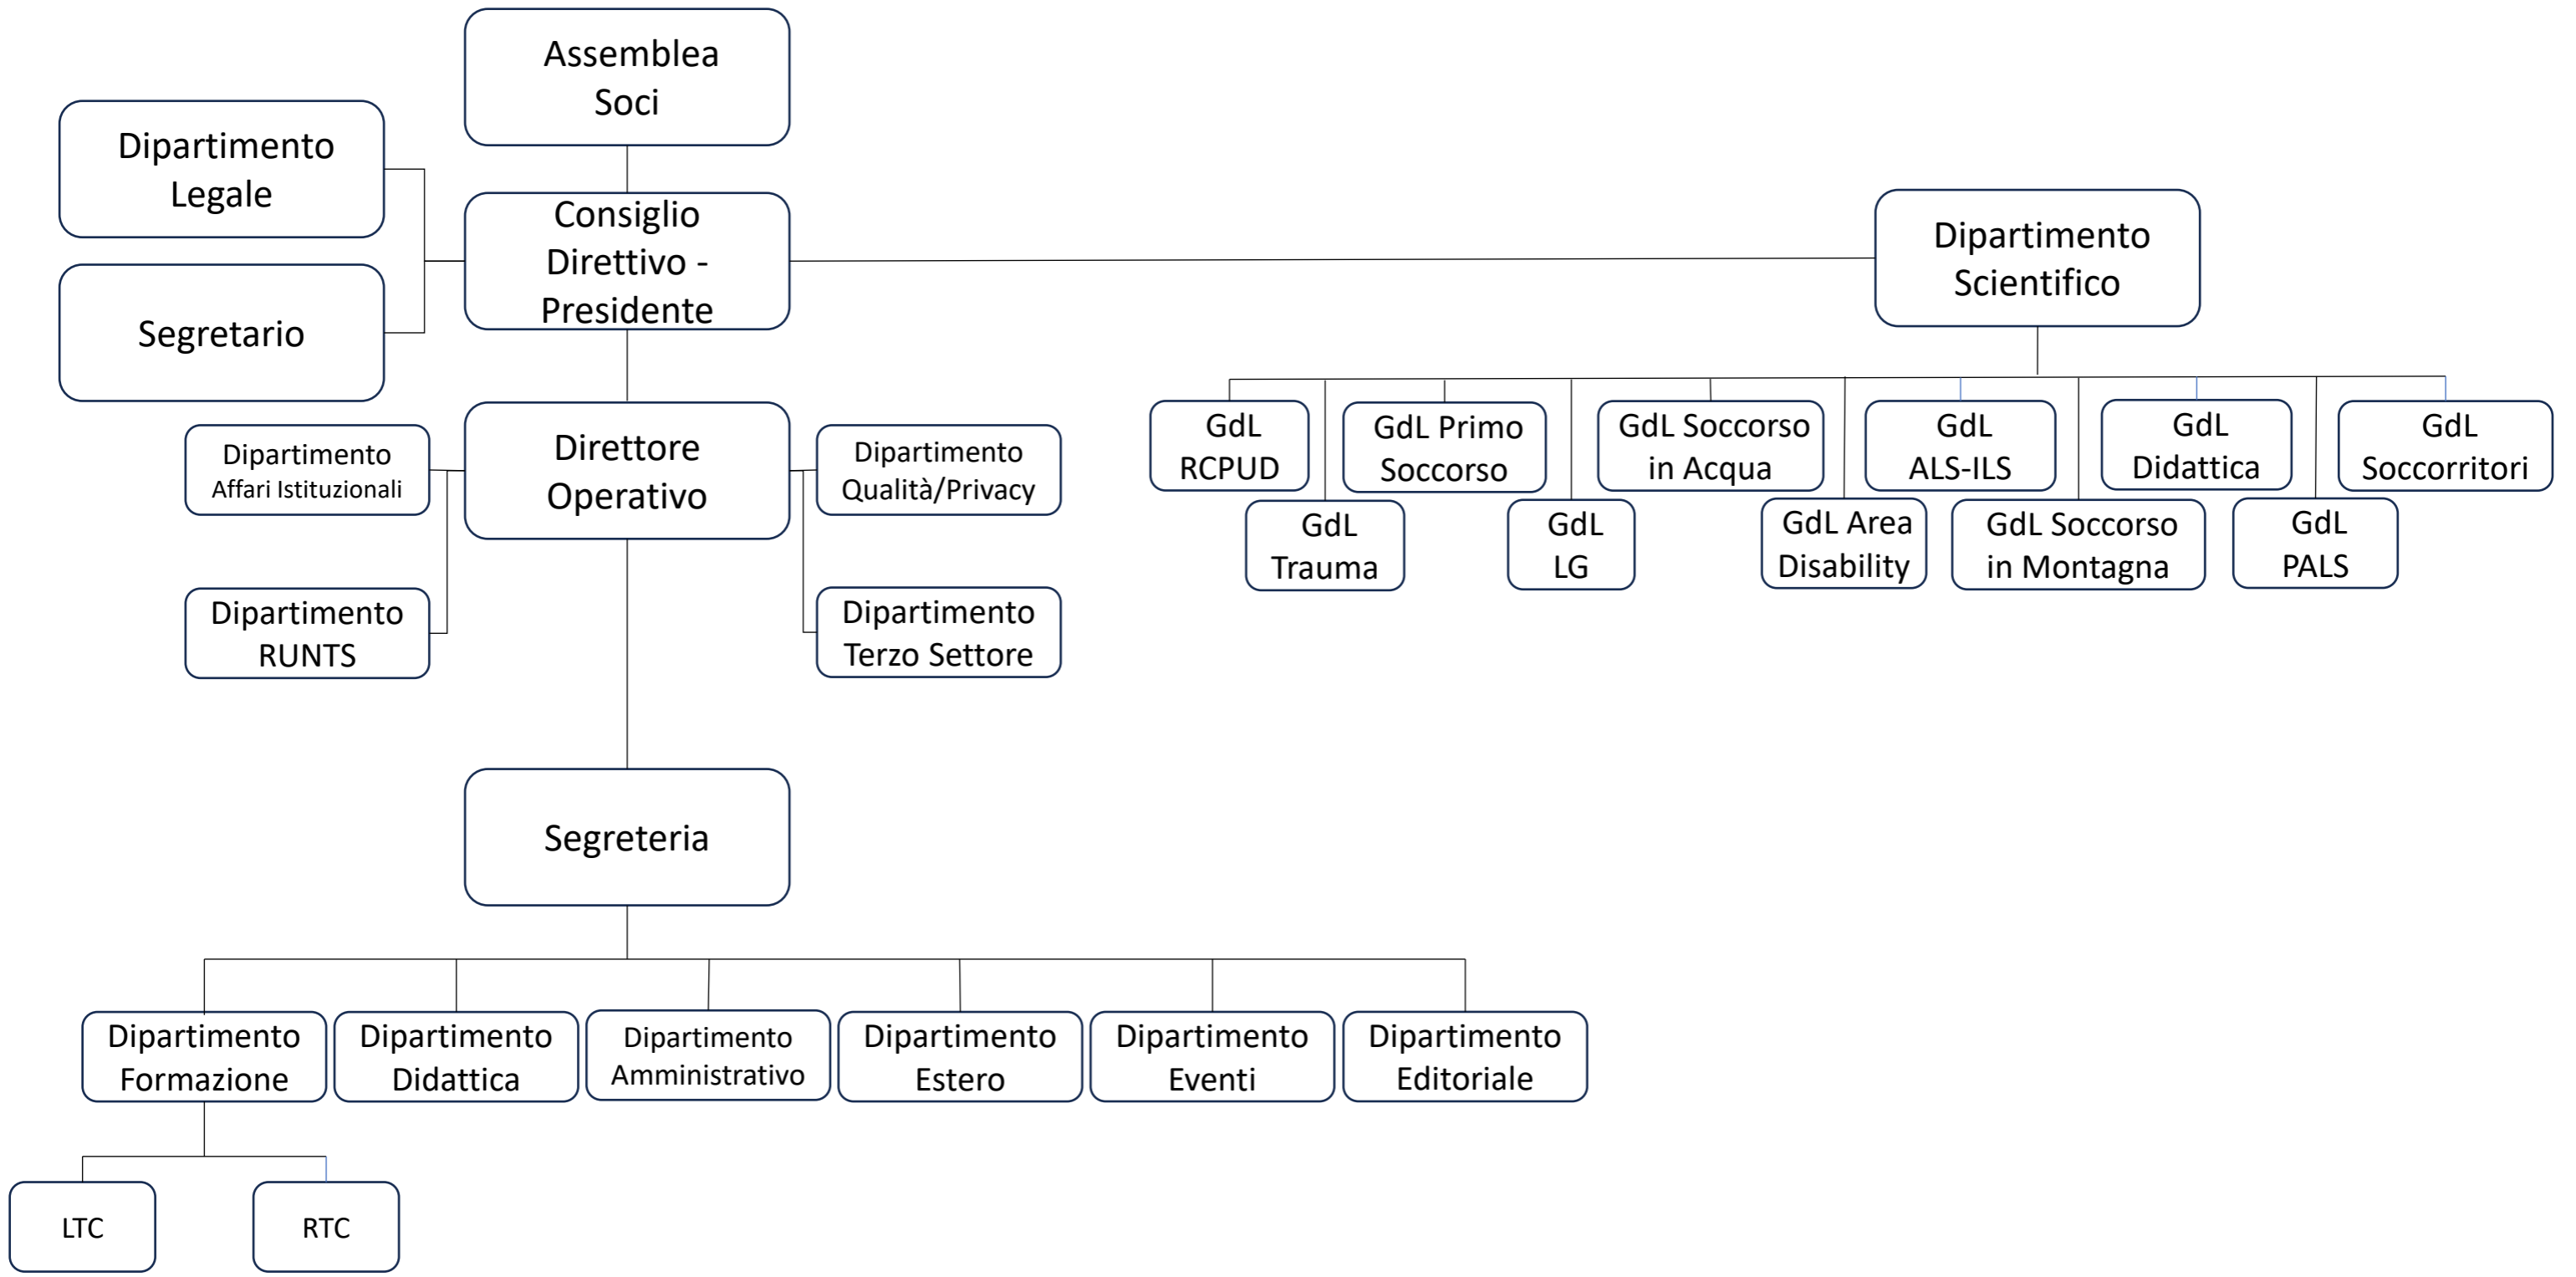 Assemblea
Soci
Dipartimento
Legale
Consiglio
Direttivo -
Presidente
Dipartimento
Scientifico
Segretario
Dipartimento
Affari Istituzionali
Direttore
Operativo
Dipartimento
Qualità/Privacy
GdL
RCPUD
GdL Primo
Soccorso
GdL Soccorso
in Acqua
GdL
ALS-ILS
GdL
Didattica
GdL
Soccorritori
GdL
Trauma
GdL
LG
GdL Area
Disability
GdL Soccorso
in Montagna
GdL
PALS
Dipartimento
RUNTS
Dipartimento
Terzo Settore
Segreteria
Dipartimento
Formazione
Dipartimento
Didattica
Dipartimento
Amministrativo
Dipartimento
Estero
Dipartimento
Eventi
Dipartimento
Editoriale
LTC
RTC